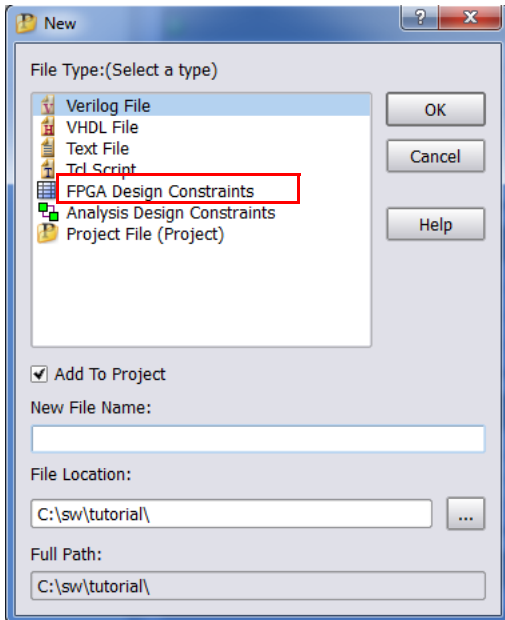 New
File Type:(Select a type)
Verilog File
VHDL File
Text File
Tcl Script
FPGA Design Constraints
Analysis Design Constraints
Project File (Project)
OK
Cancel
Help
Add To Project
New File Name:
File Location:
C:\sw\tutorial\
...
Full Path:
C:\sw\tutorial\